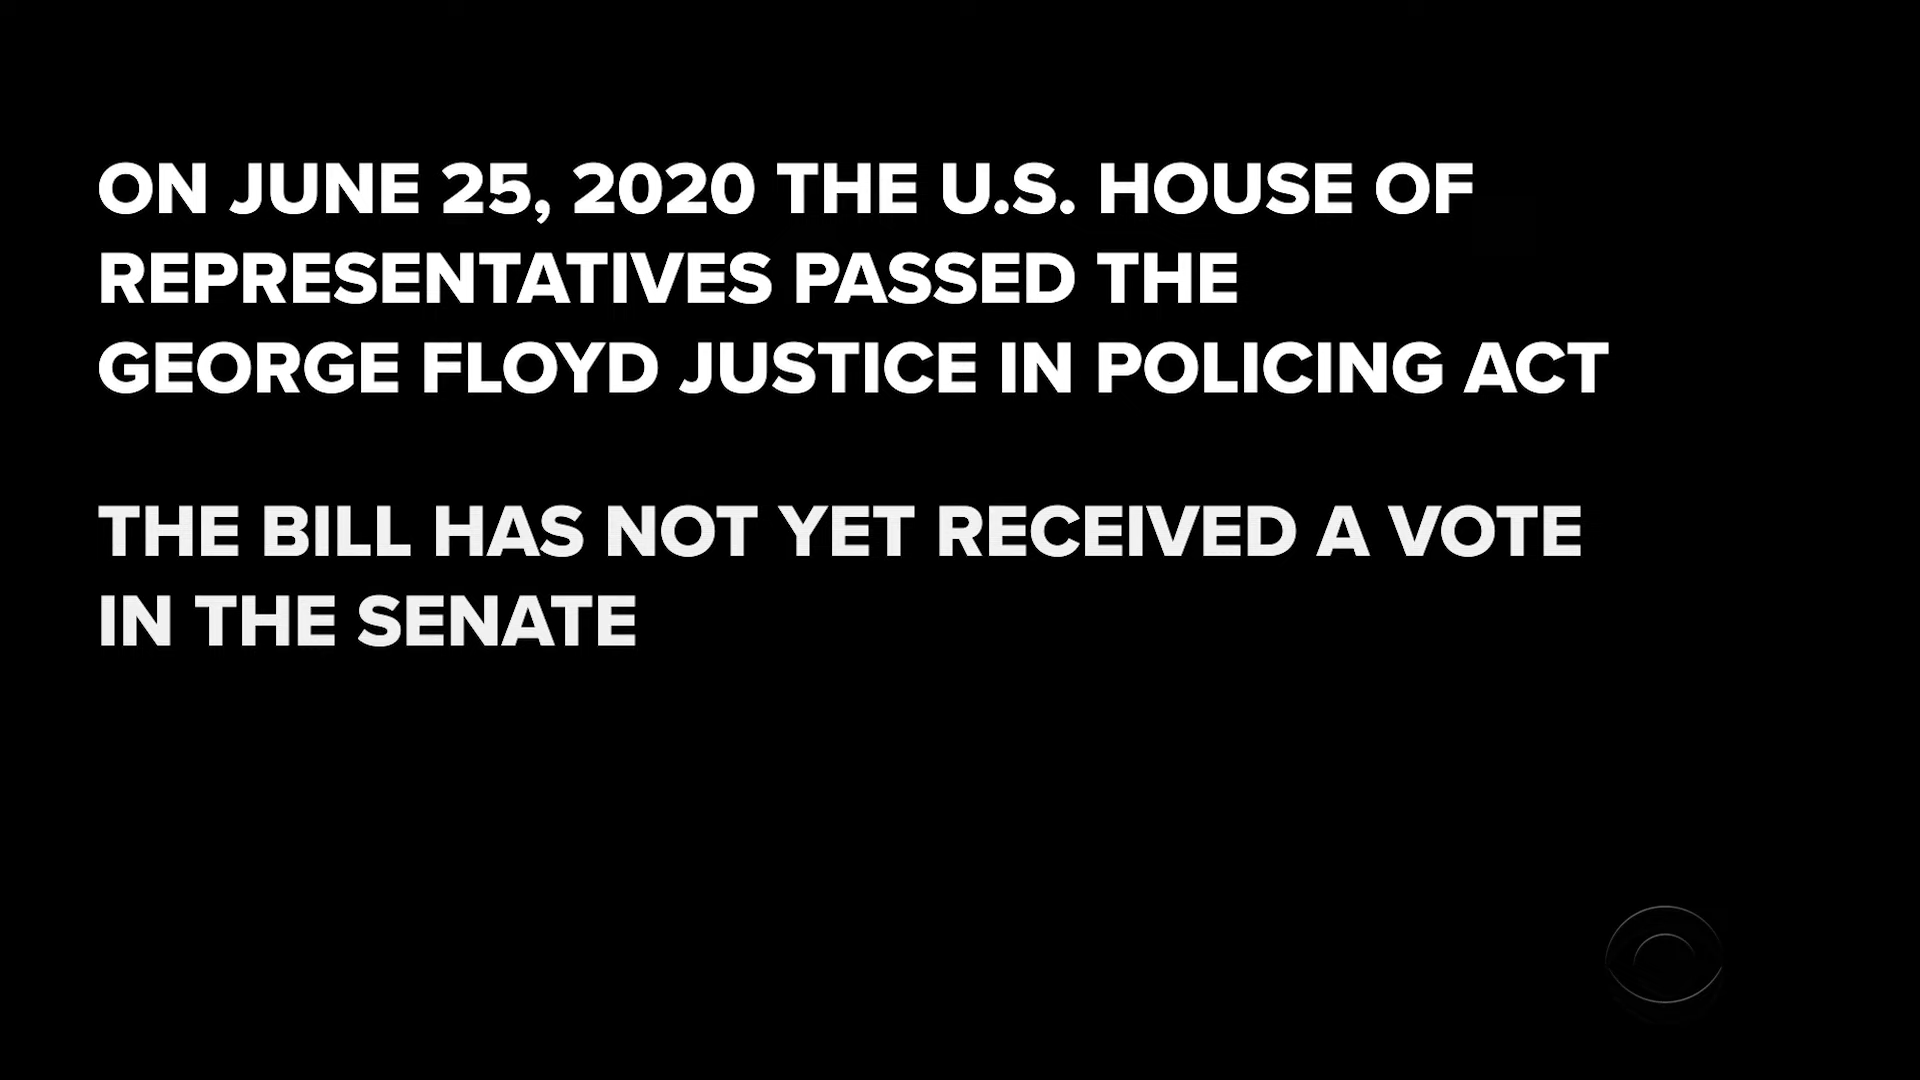 ON JUNE 25, 2020 THE U.S. HOUSE OF
REPRESENTATIVES PASSED THE
GEORGE FLOYD JUSTICE IN POLICING ACT
THE BILL HAS NOT YET RECEIVED A VOTE
IN THE SENATE